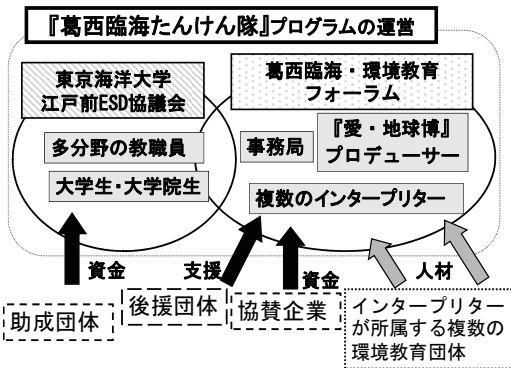 『葛西臨海たんけん隊』プログラムの運営
東京海洋大学
江戸前ESD協議会
葛西臨海・環境教育
フォーラム
多分野の教職員
大学生・大学院生
事務局
『愛・地球博』
プロデューサー
複数のインタープリター
資金
支援
資金
人材
助成団体
後援団体
協賛企業
インタープリター
が所属する複数の
環境教育団体